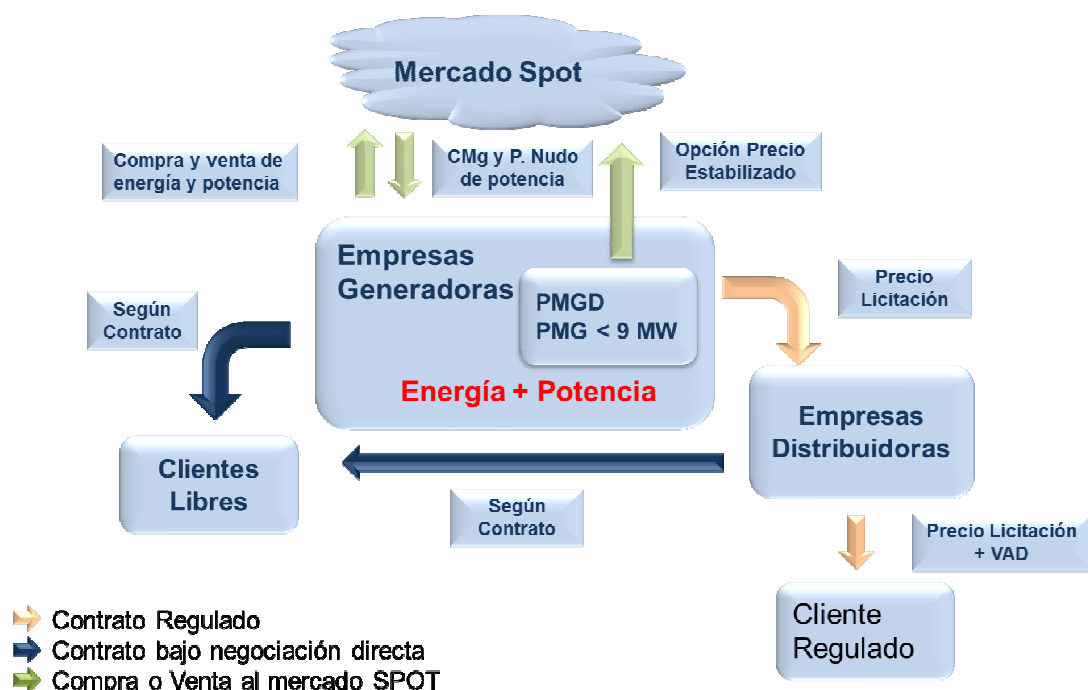 Mercado Spot
Compra y venta de
energía y potencia
CMg y P. Nudo
de potencia
Opción Precio
Estabilizado
Empresas
Generadoras
PMGD
PMG < 9 MW
Energía + Potencia
Precio
Licitación
Según
Contrato
Empresas
Distribuidoras
Clientes
Libres
Según
Contrato
Precio Licitación
+ VAD
Cliente
Regulado
Contrato Regulado
Contrato bajo negociación directa
Compra o Venta al mercado SPOT